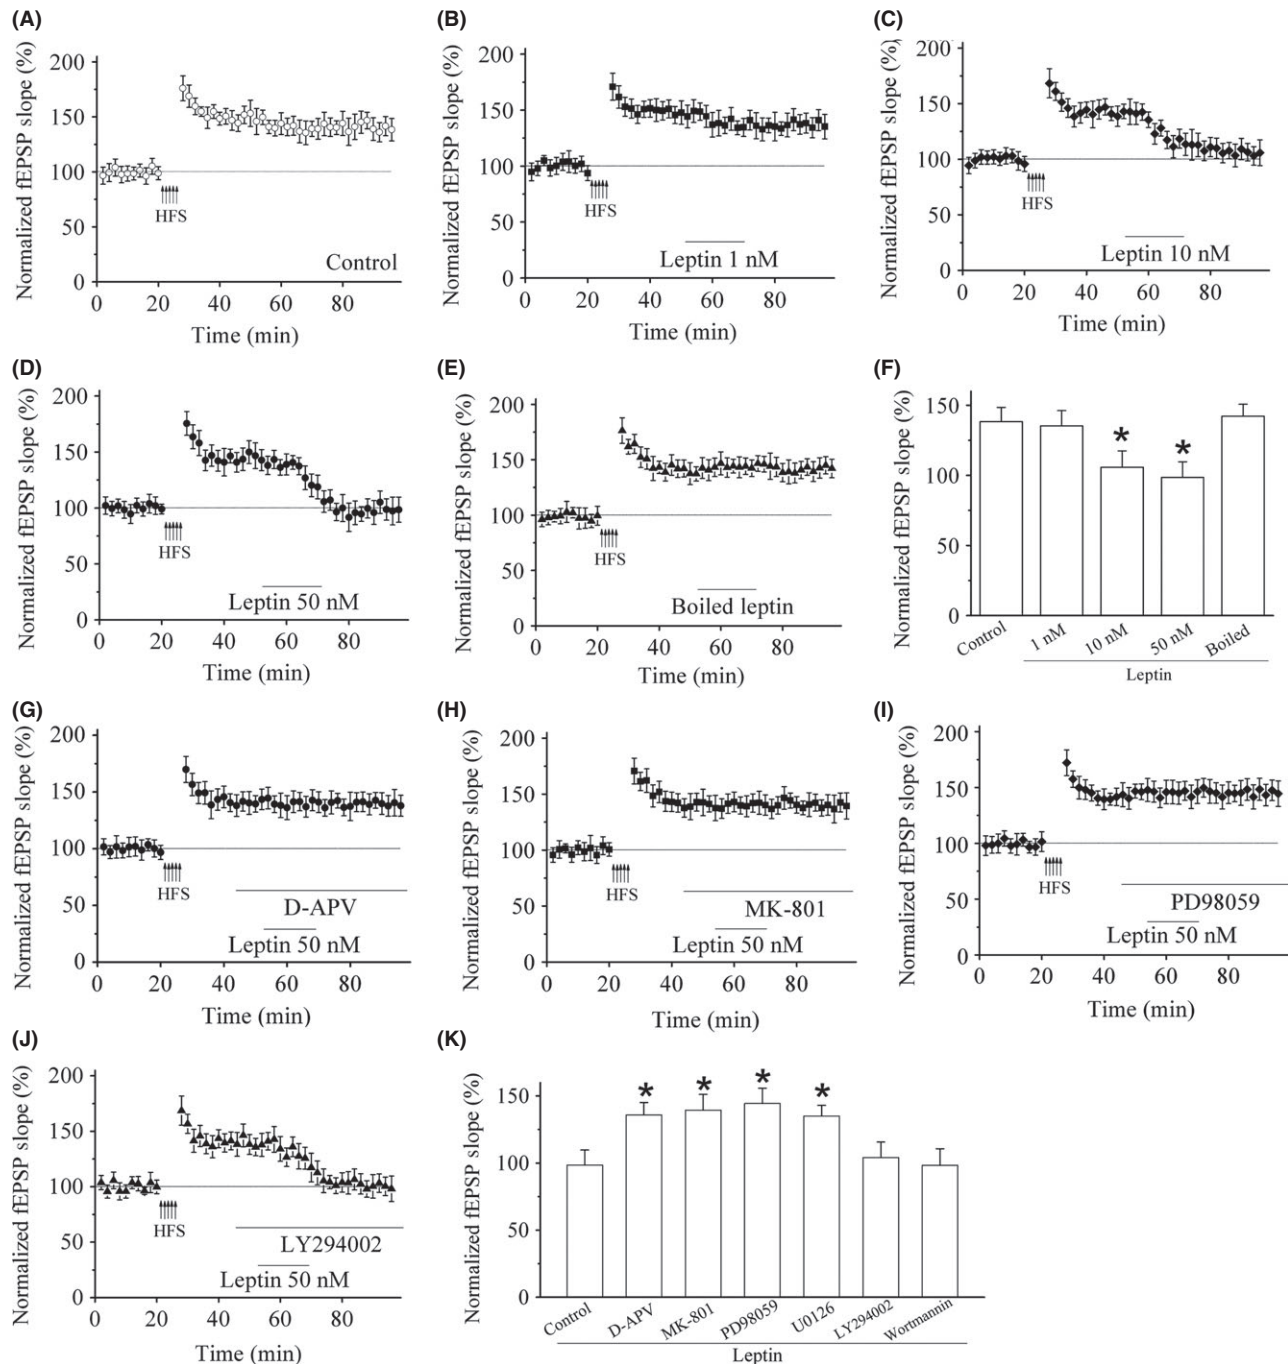 (A)
Normalized fEPSP slope (%)
200
150
100
50
0
HFS
Control
0 20 40 60 80
Time (min)
(B)
Normalized fEPSP slope (%)
200
150
100
50
0
HFS
Leptin 1 nM
0 20 40 60 80
Time (min)
(C)
Normalized fEPSP slope (%)
200
150
100
50
0
HFS
Leptin 10 nM
0 20 40 60 80
Time (min)
(D)
Normalized fEPSP slope (%)
200
150
100
50
0
HFS
Leptin 50 nM
0 20 40 60 80
Time (min)
(E)
Normalized fEPSP slope (%)
200
150
100
50
0
HFS
Boiled leptin
0 20 40 60 80
Time (min)
(F)
Normalized fEPSP slope (%)
150
100
50
0
* *
Control 1 nM 10 nM 50 nM Boiled
Leptin
(G)
Normalized fEPSP slope (%)
200
150
100
50
0
HFS
D-APV
Leptin 50 nM
0 20 40 60 80
Time (min)
(H)
Normalized fEPSP slope (%)
200
150
100
50
0
HFS
MK-801
Leptin 50 nM
0 20 40 60 80
Time (min)
(I)
Normalized fEPSP slope (%)
200
150
100
50
0
HFS
PD98059
Leptin 50 nM
0 20 40 60 80
Time (min)
(J)
Normalized fEPSP slope (%)
200
150
100
50
0
HFS
LY294002
Leptin 50 nM
0 20 40 60 80
Time (min)
(K)
Normalized fEPSP slope (%)
150
100
50
0
* * * *
Control D-APV MK-801 PD98059 U0126 LY294002 Wortmannin
Leptin